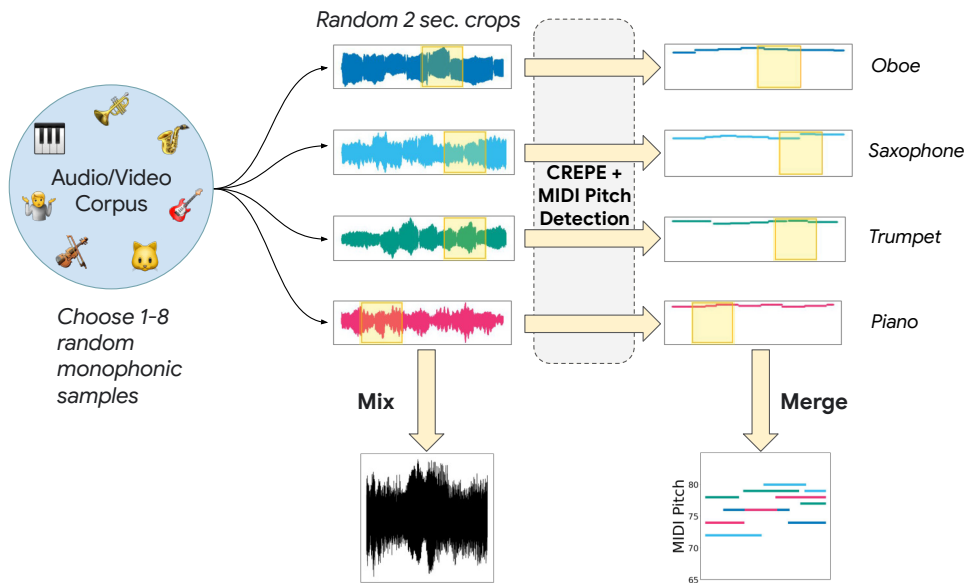 Random 2 sec. crops
Audio/Video
Corpus
Choose 1-8
random
monophonic
samples
CREPE +
MIDI Pitch
Detection
Oboe
Saxophone
Trumpet
Piano
Mix
Merge
MIDI Pitch
80
75
70
65